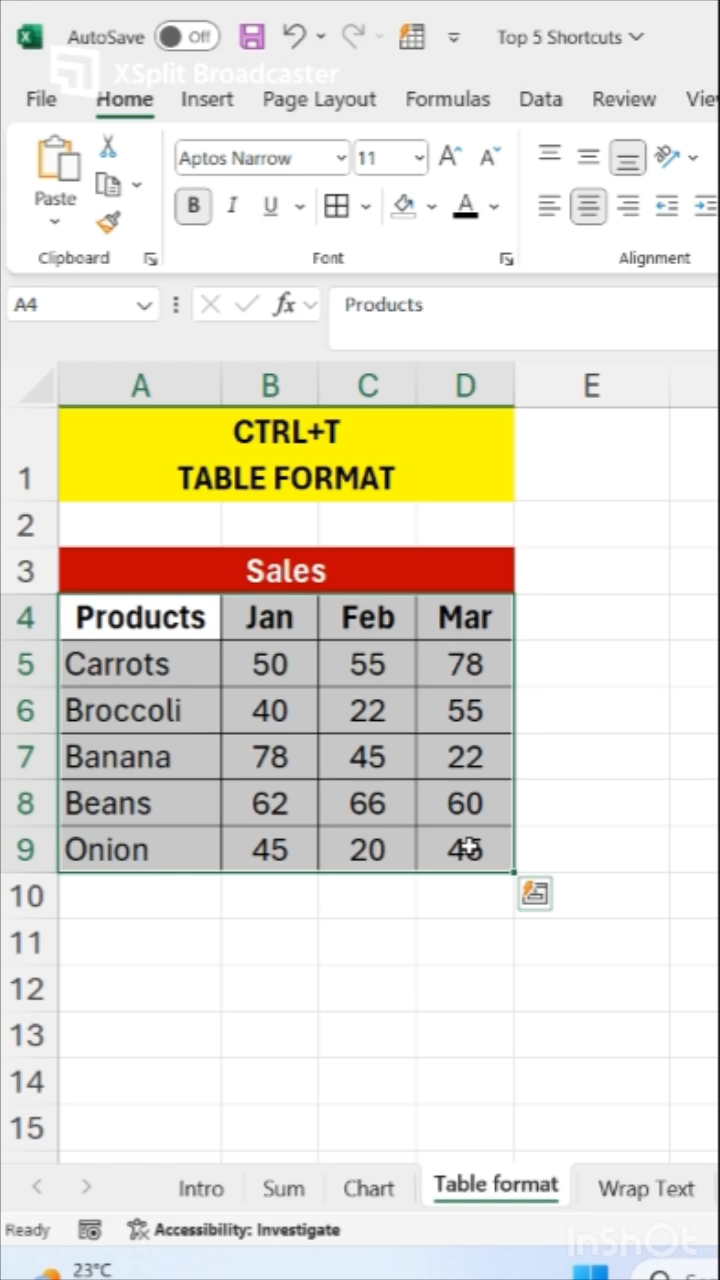 AutoSave Off Top 5 Shortcuts
XSplit Broadcaster
File Home Insert Page Layout Formulas Data Review
Paste
Aptos Narrow 11
B I U A
Clipboard Font Alignment
A4 fx Products
A B C D E
CTRL+T
1 TABLE FORMAT
2
3 Sales
4 Products Jan Feb Mar
5 Carrots 50 55 78
6 Broccoli 40 22 55
7 Banana 78 45 22
8 Beans 62 66 60
9 Onion 45 20 45
10
11
12
13
14
15
Intro Sum Chart Table format Wrap Text
Ready Accessibility: Investigate
InShOt
23°C